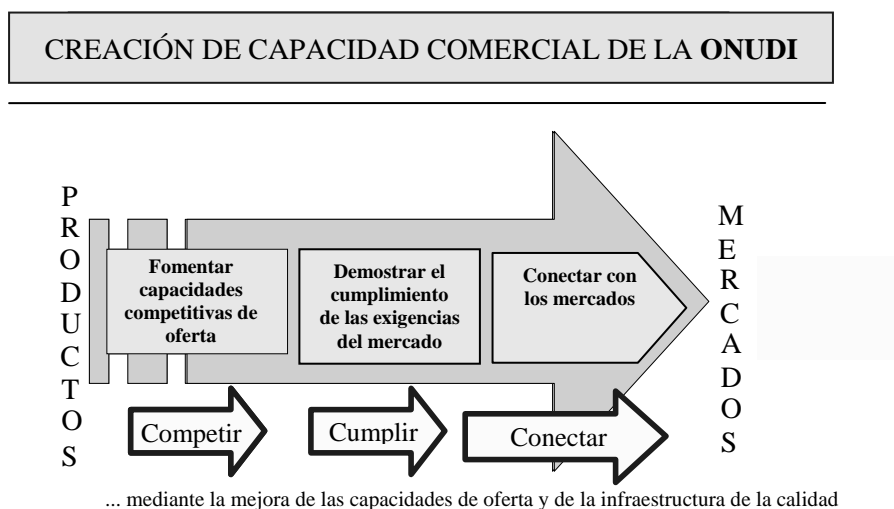 CREACIÓN DE CAPACIDAD COMERCIAL DE LA ONUDI
PRODUCTOS
Fomentar
capacidades
competitivas de
oferta
Demostrar el
cumplimiento
de las exigencias
del mercado
Conectar con
los mercados
MERCADOS
Competir
Cumplir
Conectar
... mediante la mejora de las capacidades de oferta y de la infraestructura de la calidad